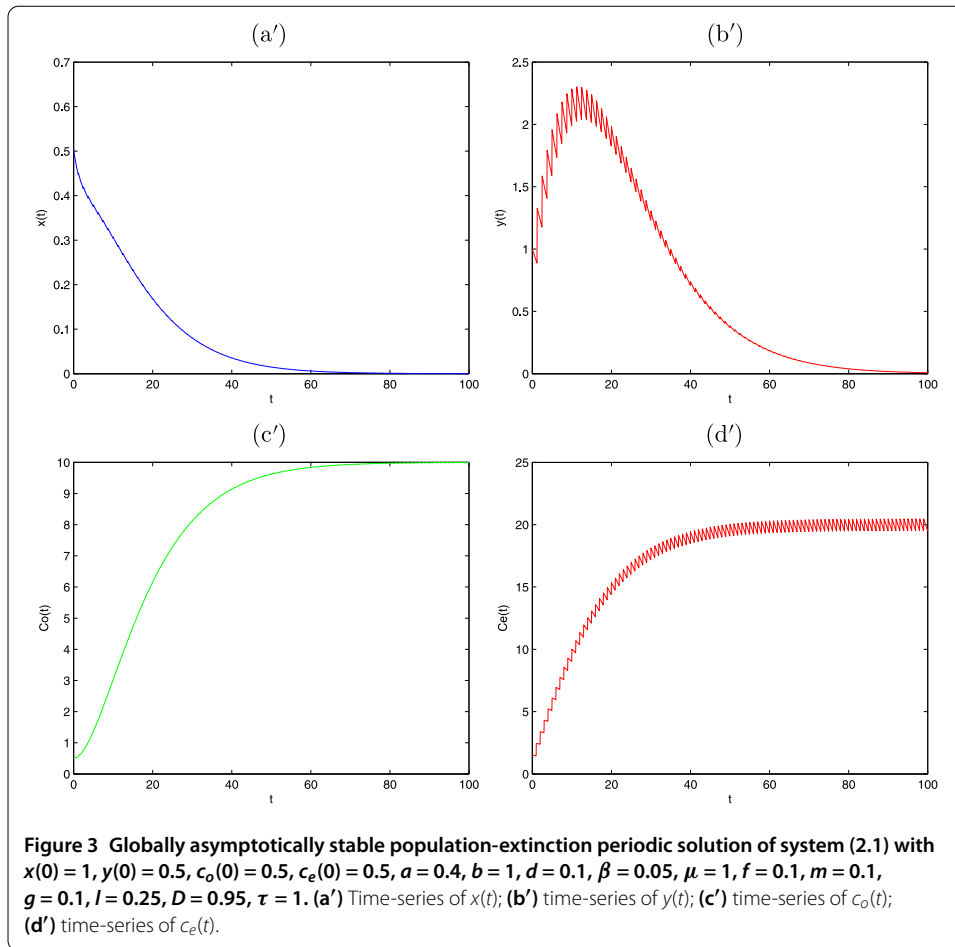 (a′)
(b′)
0.7
0.6
0.5
0.4
0.3
0.2
0.1
0
x(t)
0 20 40 60 80 100
t
2.5
2
1.5
1
0.5
0
y(t)
0 20 40 60 80 100
t
(c′)
(d′)
10
9
8
7
6
5
4
3
2
1
0
Co(t)
0 20 40 60 80 100
t
25
20
15
10
5
0
Ce(t)
0 20 40 60 80 100
t
Figure 3 Globally asymptotically stable population-extinction periodic solution of system (2.1) with
x(0) = 1, y(0) = 0.5, cₒ(0) = 0.5, cₑ(0) = 0.5, a = 0.4, b = 1, d = 0.1, β = 0.05, μ = 1, f = 0.1, m = 0.1,
g = 0.1, l = 0.25, D = 0.95, τ = 1. (a′) Time-series of x(t); (b′) time-series of y(t); (c′) time-series of cₒ(t);
(d′) time-series of cₑ(t).